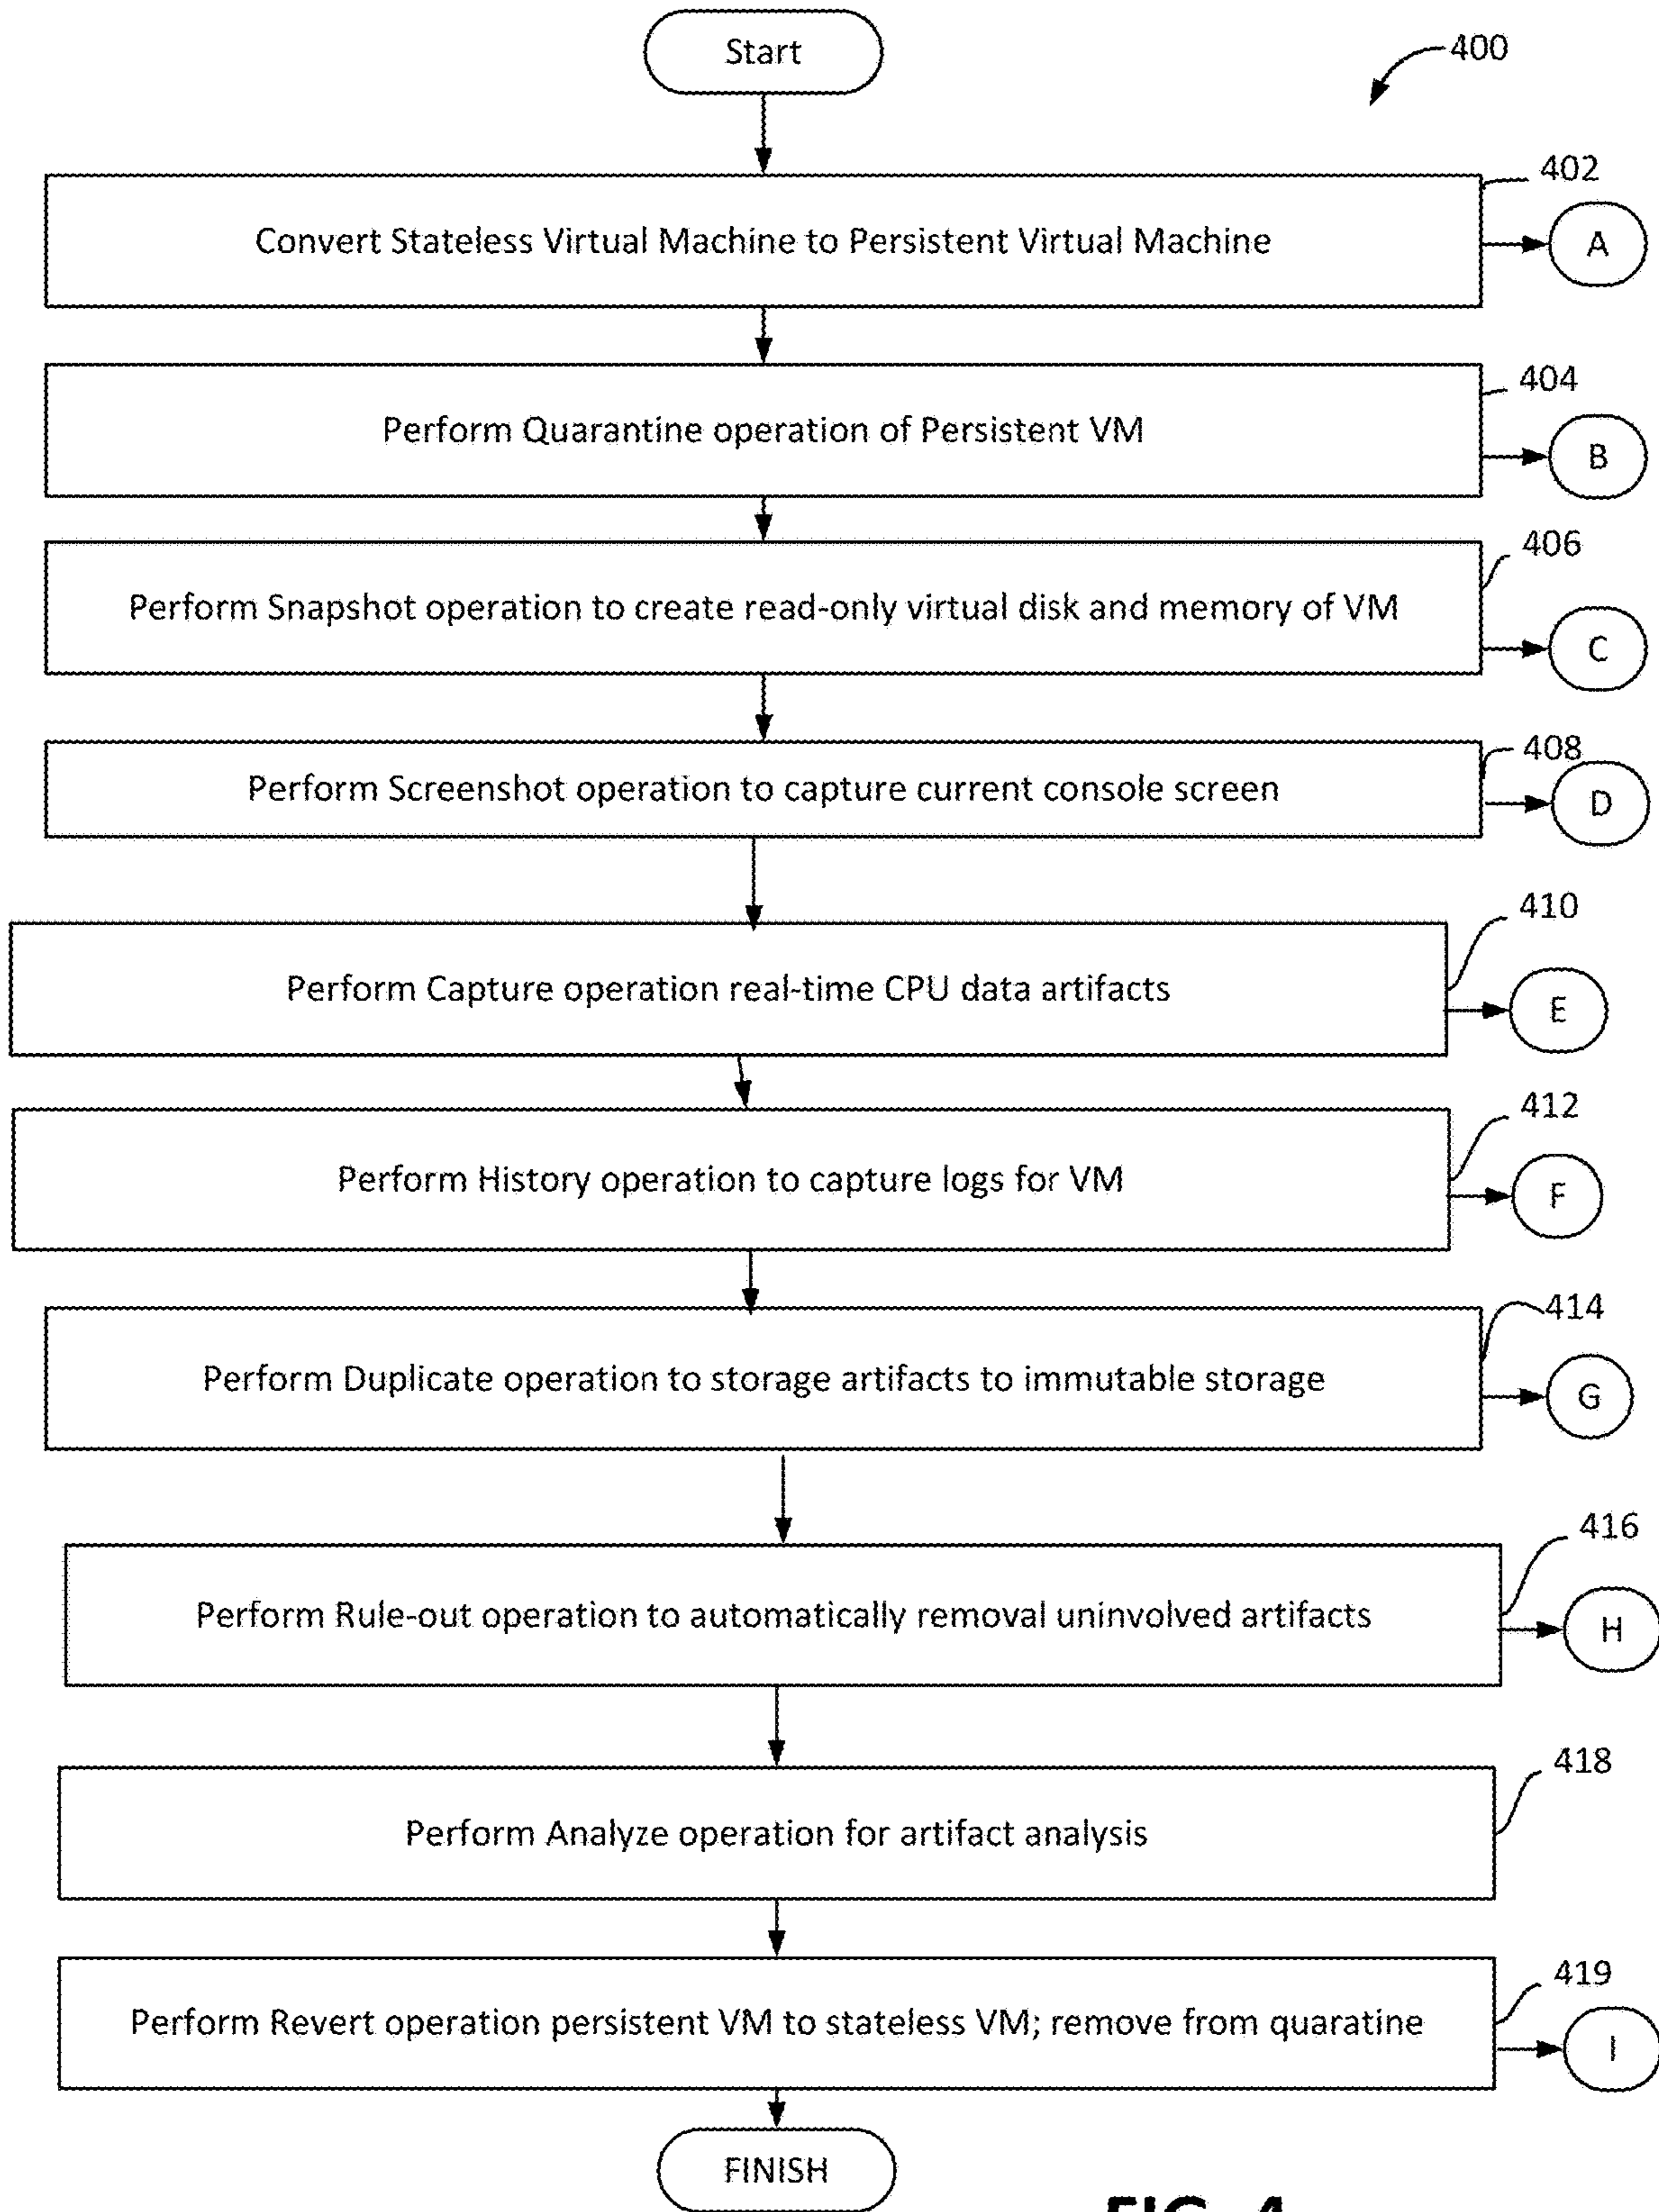 Start
400
402
Convert Stateless Virtual Machine to Persistent Virtual Machine
A
404
Perform Quarantine operation of Persistent VM
B
406
Perform Snapshot operation to create read-only virtual disk and memory of VM
C
408
Perform Screenshot operation to capture current console screen
D
410
Perform Capture operation real-time CPU data artifacts
E
412
Perform History operation to capture logs for VM
F
414
Perform Duplicate operation to storage artifacts to immutable storage
G
416
Perform Rule-out operation to automatically removal uninvolved artifacts
H
418
Perform Analyze operation for artifact analysis
419
Perform Revert operation persistent VM to stateless VM; remove from quaratine
I
FINISH
FIG. 4